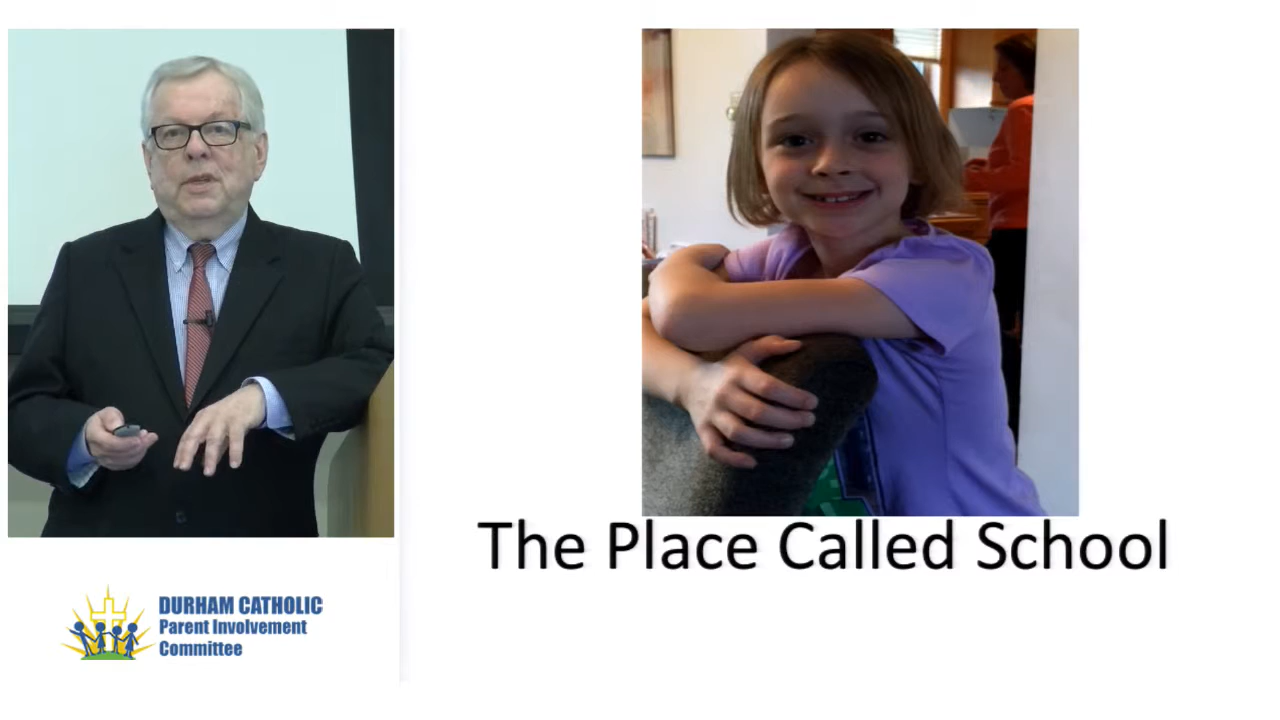 The Place Called School
DURHAM CATHOLIC
Parent Involvement
Committee